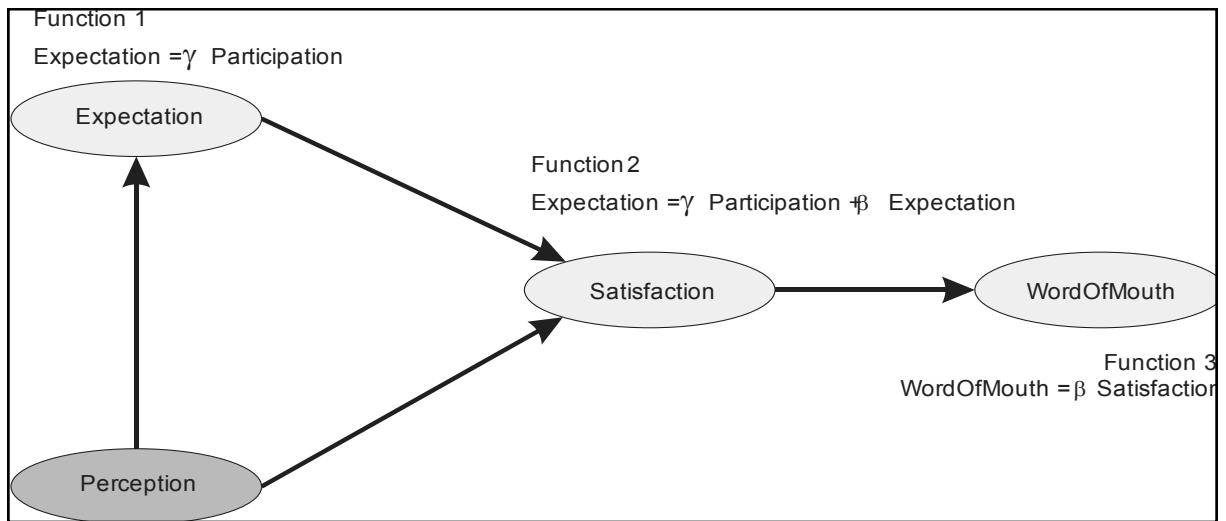 Function 1
Expectation =γ Participation
Expectation
Function 2
Expectation =γ Participation +β Expectation
Satisfaction
WordOfMouth
Function 3
WordOfMouth =β Satisfaction
Perception